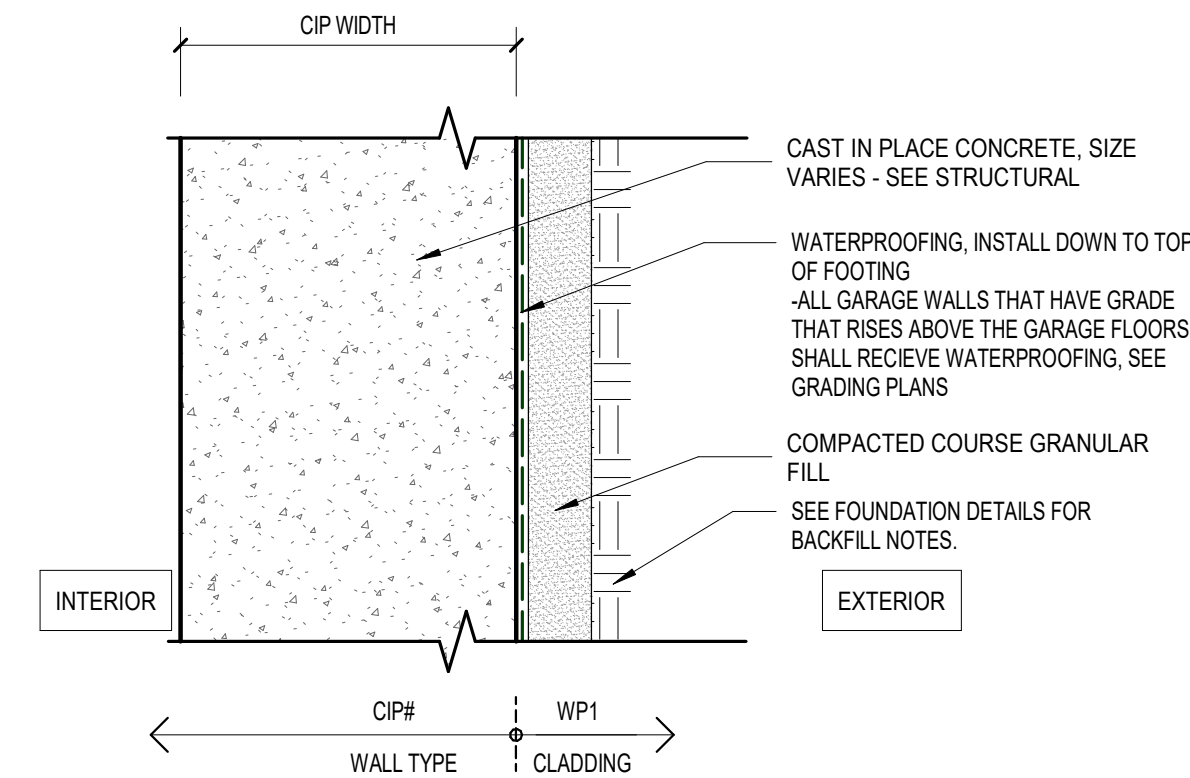 CIP WIDTH
CAST IN PLACE CONCRETE, SIZE
VARIES - SEE STRUCTURAL
WATERPROOFING, INSTALL DOWN TO TOP
OF FOOTING
-ALL GARAGE WALLS THAT HAVE GRADE
THAT RISES ABOVE THE GARAGE FLOORS
SHALL RECIEVE WATERPROOFING, SEE
GRADING PLANS
COMPACTED COURSE GRANULAR
FILL
SEE FOUNDATION DETAILS FOR
BACKFILL NOTES.
INTERIOR
EXTERIOR
CIP#
WP1
WALL TYPE
CLADDING